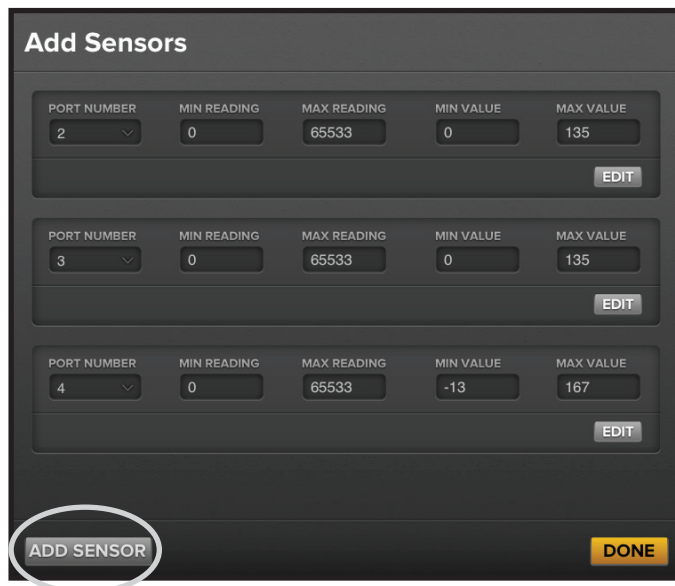 Add Sensors
PORT NUMBER MIN READING MAX READING MIN VALUE MAX VALUE
2 0 65533 0 135
EDIT
PORT NUMBER MIN READING MAX READING MIN VALUE MAX VALUE
3 0 65533 0 135
EDIT
PORT NUMBER MIN READING MAX READING MIN VALUE MAX VALUE
4 0 65533 -13 167
EDIT
ADD SENSOR DONE